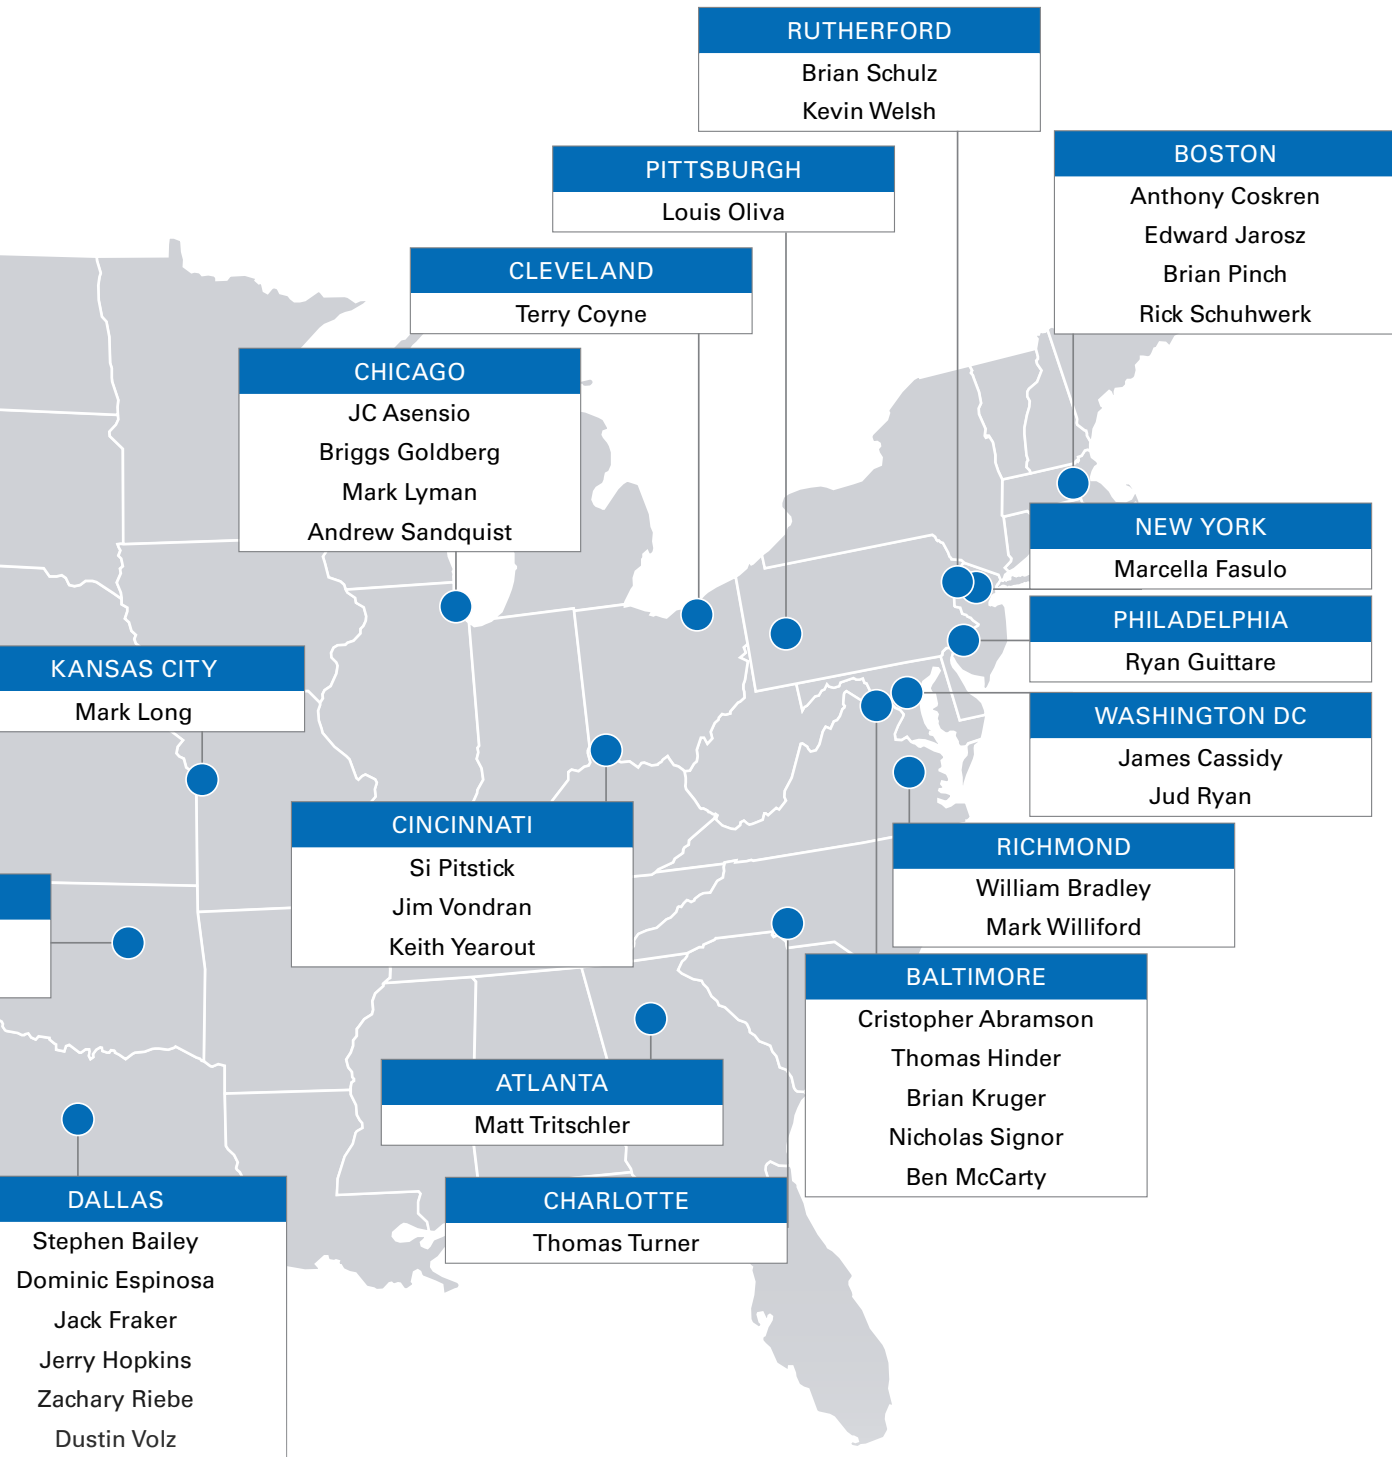 RUTHERFORD
Brian Schulz
Kevin Welsh
BOSTON
Anthony Coskren
Edward Jarosz
Brian Pinch
Rick Schuhwerk
PITTSBURGH
Louis Oliva
CLEVELAND
Terry Coyne
CHICAGO
JC Asensio
Briggs Goldberg
Mark Lyman
Andrew Sandquist
NEW YORK
Marcella Fasulo
PHILADELPHIA
Ryan Guittare
KANSAS CITY
Mark Long
WASHINGTON DC
James Cassidy
Jud Ryan
CINCINNATI
Si Pitstick
Jim Vondran
Keith Yearout
RICHMOND
William Bradley
Mark Williford
BALTIMORE
Cristopher Abramson
Thomas Hinder
Brian Kruger
Nicholas Signor
Ben McCarty
ATLANTA
Matt Tritschler
CHARLOTTE
Thomas Turner
DALLAS
Stephen Bailey
Dominic Espinosa
Jack Fraker
Jerry Hopkins
Zachary Riebe
Dustin Volz